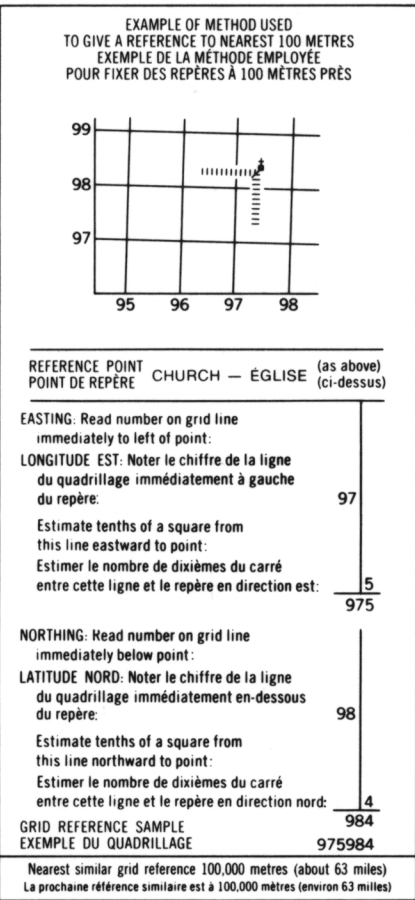 EXAMPLE OF METHOD USED
TO GIVE A REFERENCE TO NEAREST 100 METRES
EXEMPLE DE LA MÉTHODE EMPLOYÉE
POUR FIXER DES REPÈRES À 100 MÈTRES PRÈS
99
98
97
95 96 97 98
REFERENCE POINT
POINT DE REPÈRE CHURCH — ÉGLISE (as above)
(ci-dessus)
EASTING: Read number on grid line
immediately to left of point:
LONGITUDE EST: Noter le chiffre de la ligne
du quadrillage immédiatement à gauche
du repère: 97
Estimate tenths of a square from
this line eastward to point:
Estimer le nombre de dixièmes du carré
entre cette ligne et le repère en direction est: 5
975
NORTHING: Read number on grid line
immediately below point:
LATITUDE NORD: Noter le chiffre de la ligne
du quadrillage immédiatement en-dessous
du repère: 98
Estimate tenths of a square from
this line northward to point:
Estimer le nombre de dixièmes du carré
entre cette ligne et le repère en direction nord: 4
984
GRID REFERENCE SAMPLE
EXEMPLE DU QUADRILLAGE 975984
Nearest similar grid reference 100,000 metres (about 63 miles)
La prochaine référence similaire est à 100,000 mètres (environ 63 milles)